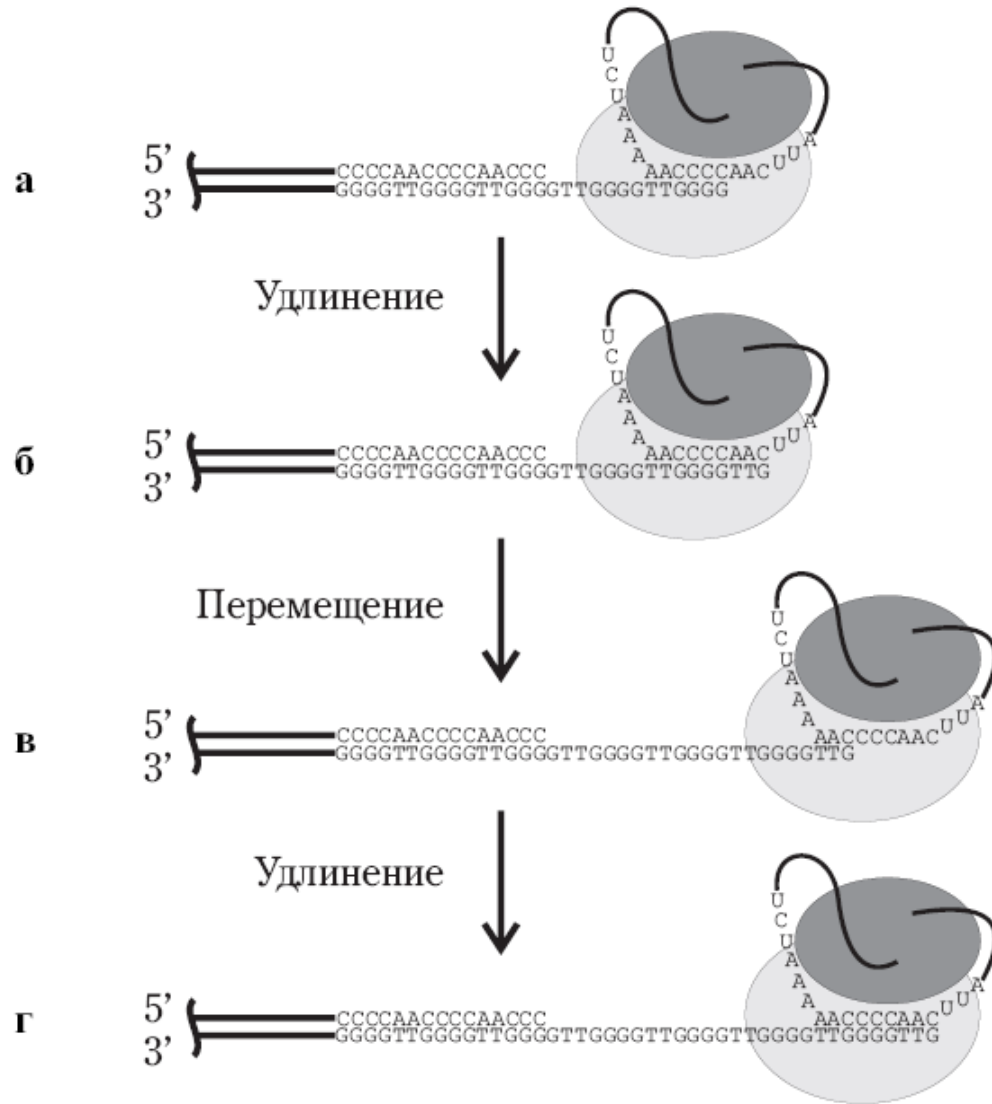 U
C
U
A
A
A
AACCCCAAC
U
U
A
а
5’
3’
CCCCAACCCCAACCC
GGGGTTGGGGTTGGGGTTGGGGTTGGGG
Удлинение
U
C
U
A
A
A
AACCCCAAC
U
U
A
б
5’
3’
CCCCAACCCCAACCC
GGGGTTGGGGTTGGGGTTGGGGTTGGGGTTG
Перемещение
U
C
U
A
A
A
AACCCCAAC
U
U
A
в
5’
3’
CCCCAACCCCAACCC
GGGGTTGGGGTTGGGGTTGGGGTTGGGGTTGGGGTTG
Удлинение
U
C
U
A
A
A
AACCCCAAC
U
U
A
г
5’
3’
CCCCAACCCCAACCC
GGGGTTGGGGTTGGGGTTGGGGTTGGGGTTGGGGTTGGGGTTG